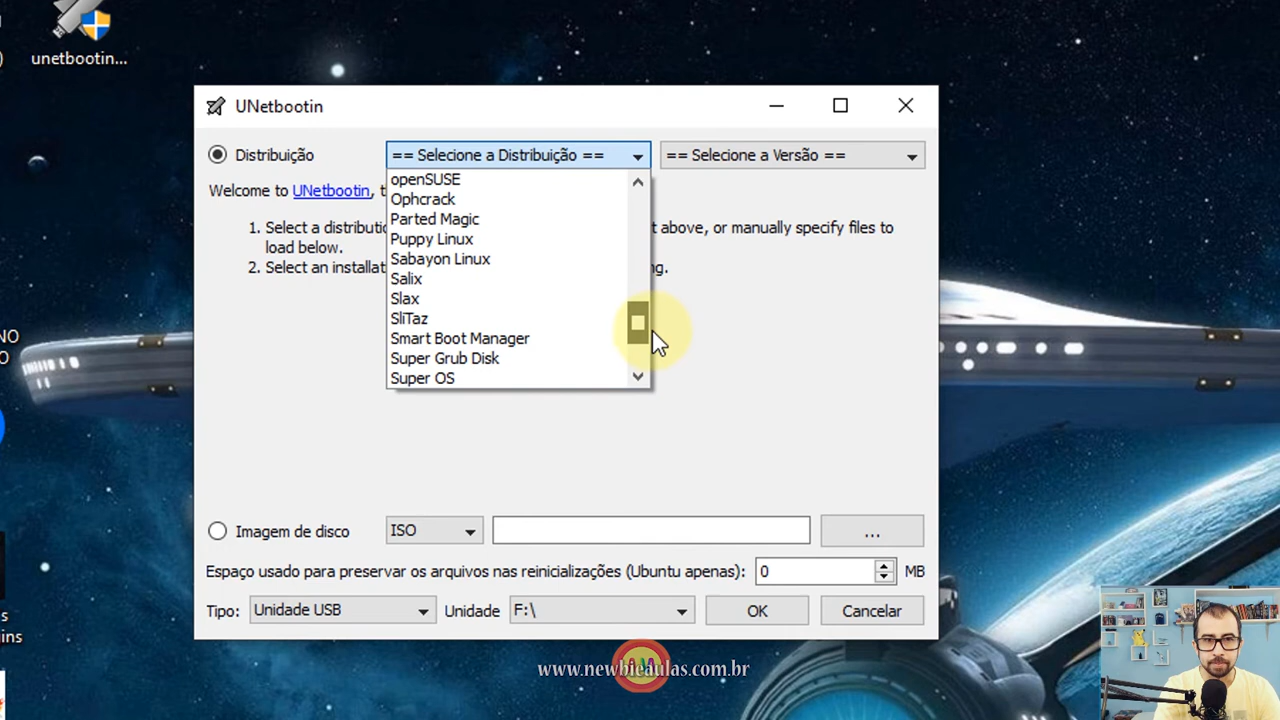 unetbootin...
UNetbootin
Distribuição
== Selecione a Distribuição ==
== Selecione a Versão ==
Welcome to UNetbootin, t
1. Select a distributi
t above, or manually specify files to
load below.
2. Select an installat
ng.
openSUSE
Ophcrack
Parted Magic
Puppy Linux
Sabayon Linux
Salix
Slax
SliTaz
Smart Boot Manager
Super Grub Disk
Super OS
Imagem de disco
ISO
...
Espaço usado para preservar os arquivos nas reinicializações (Ubuntu apenas):
0
MB
Tipo:
Unidade USB
Unidade
F:\
OK
Cancelar
www.newbieaulas.com.br